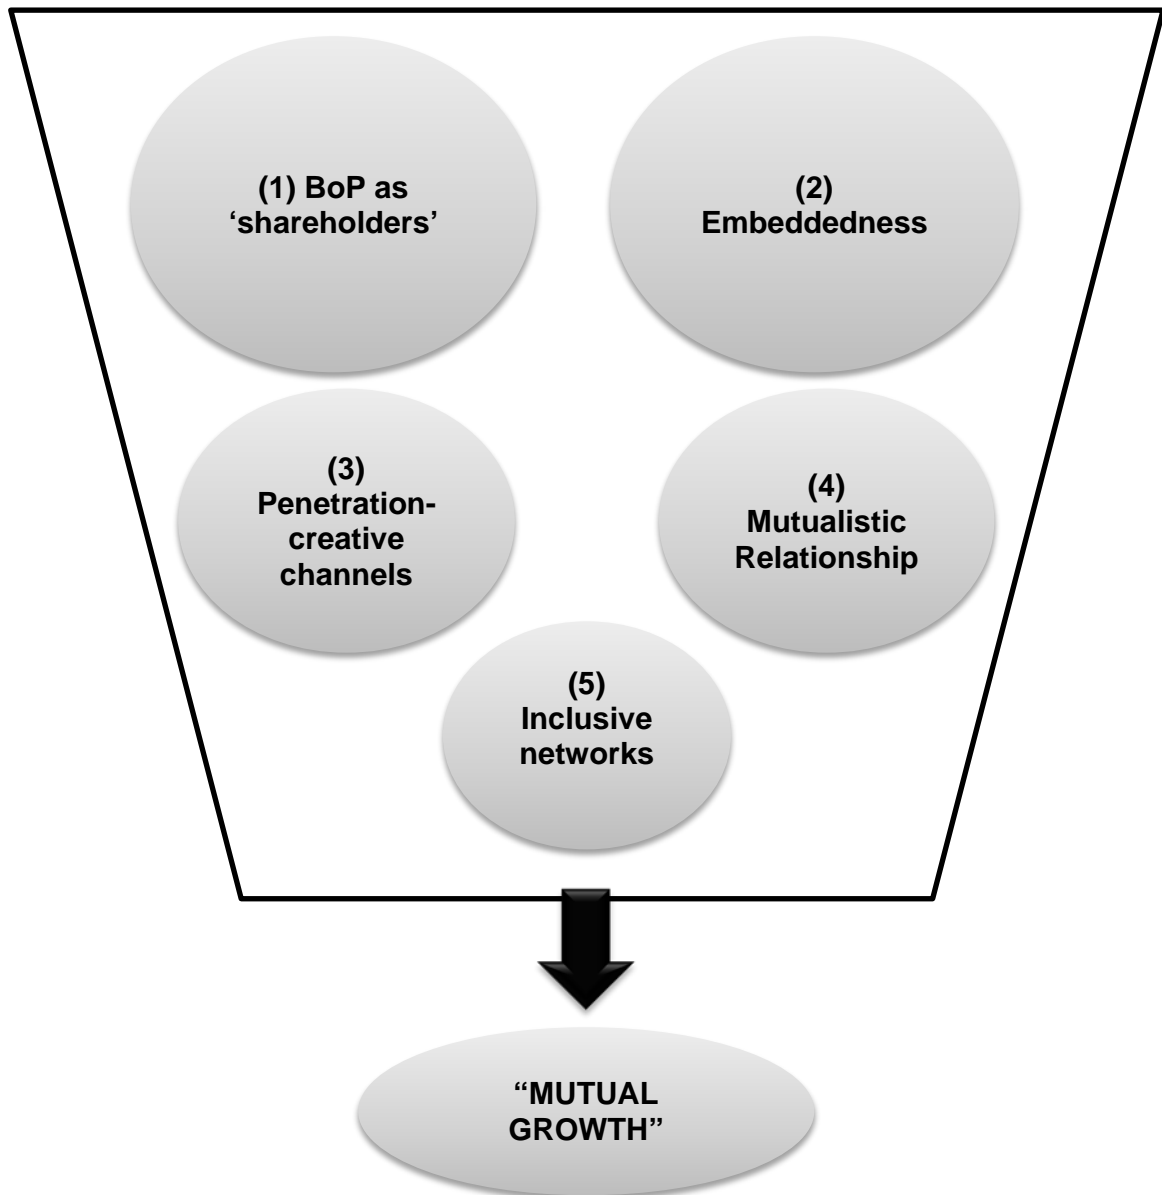 (1) BoP as
‘shareholders’
(2)
Embeddedness
(3)
Penetration-
creative
channels
(4)
Mutualistic
Relationship
(5)
Inclusive
networks
“MUTUAL
GROWTH”